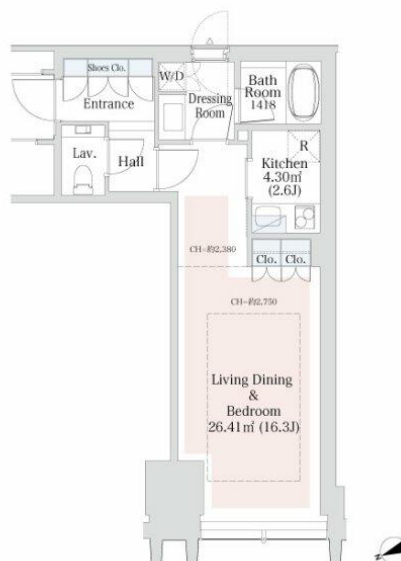 Shoes Clo.
Entrance
W/D
Dressing
Room
Bath
Room
1418
Lav.
Hall
R
Kitchen
4.30㎡
(2.6J)
CH=約2,380
Clo.
Clo.
CH=約2,750
Living Dining
&
Bedroom
26.41㎡ (16.3J)